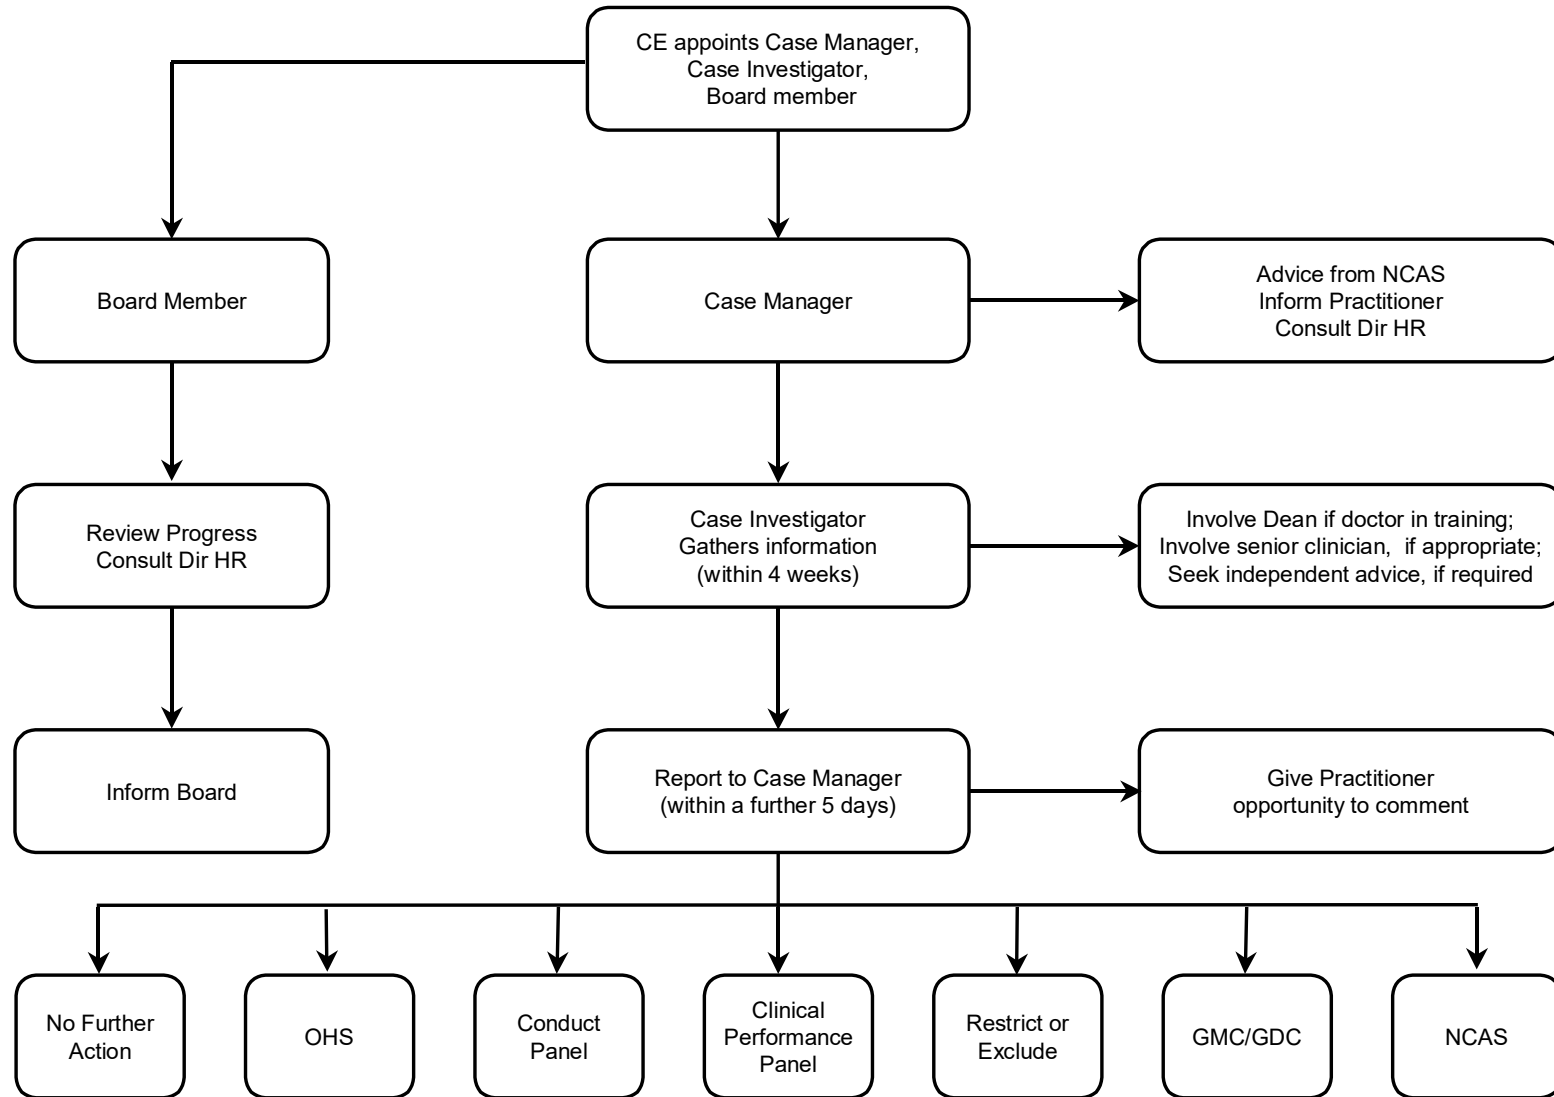 CE appoints Case Manager,
Case Investigator,
Board member
Board Member
Case Manager
Advice from NCAS
Inform Practitioner
Consult Dir HR
Review Progress
Consult Dir HR
Case Investigator
Gathers information
(within 4 weeks)
Involve Dean if doctor in training;
Involve senior clinician, if appropriate;
Seek independent advice, if required
Inform Board
Report to Case Manager
(within a further 5 days)
Give Practitioner
opportunity to comment
No Further
Action
OHS
Conduct
Panel
Clinical
Performance
Panel
Restrict or
Exclude
GMC/GDC
NCAS